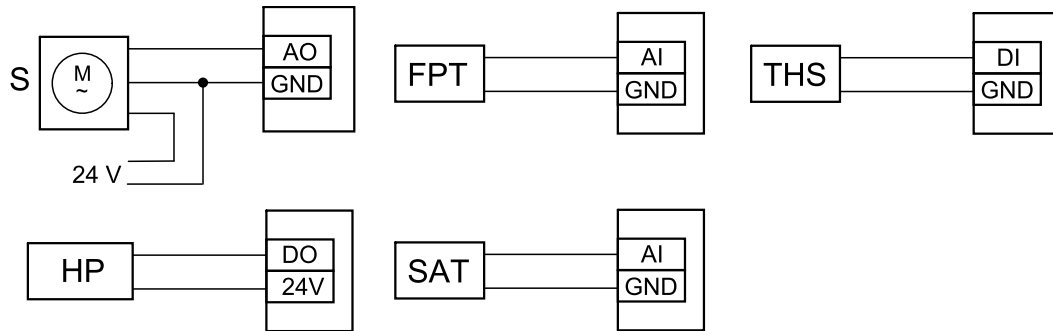 S
M
~
24 V
AO
GND
FPT
AI
GND
THS
DI
GND
HP
DO
24V
SAT
AI
GND